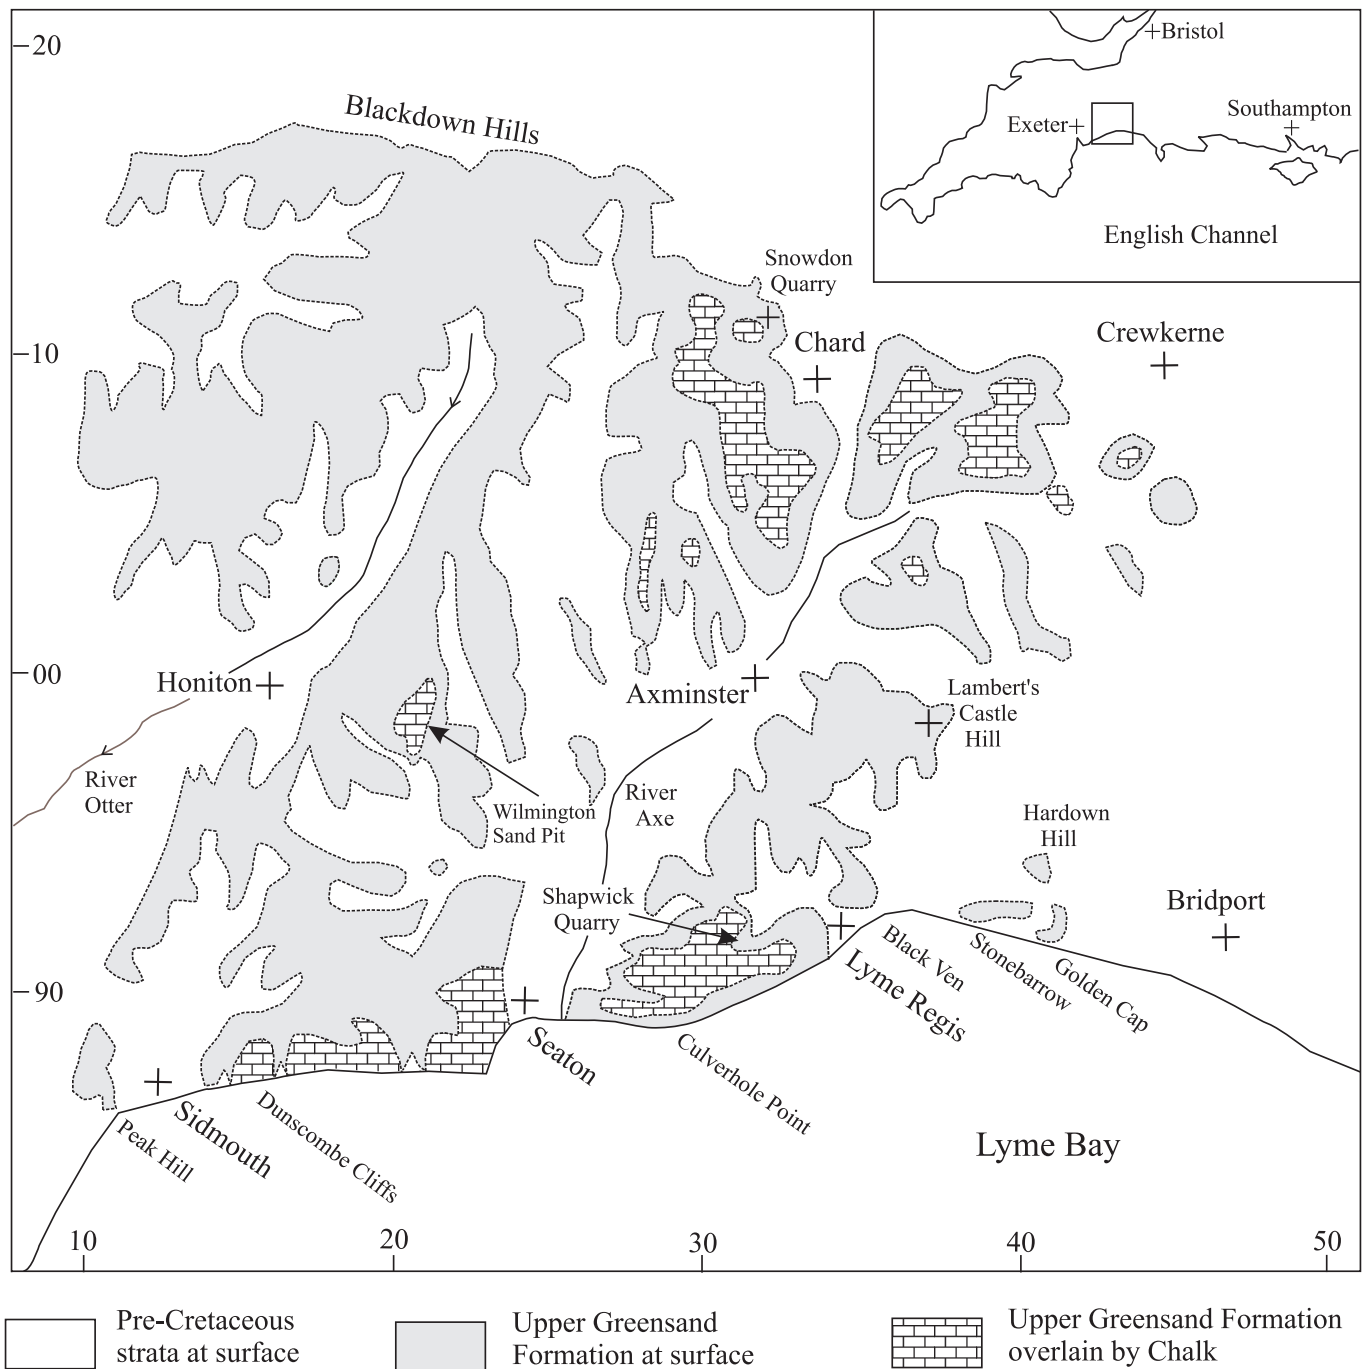 20
Blackdown Hills
+Bristol
Southampton
Exeter+
English Channel
Snowdon
Quarry
10
Chard
Crewkerne
00
Honiton
Axminster
Lambert's
Castle
Hill
River
Otter
Wilmington
Sand Pit
River
Axe
Hardown
Hill
Shapwick
Quarry
Bridport
90
Black Ven
Stonebarrow
Golden Cap
Lyme Regis
Seaton
Culverhole Point
Sidmouth
Dunscombe Cliffs
Peak Hill
Lyme Bay
10
20
30
40
50
Pre-Cretaceous
strata at surface
Upper Greensand
Formation at surface
Upper Greensand Formation
overlain by Chalk